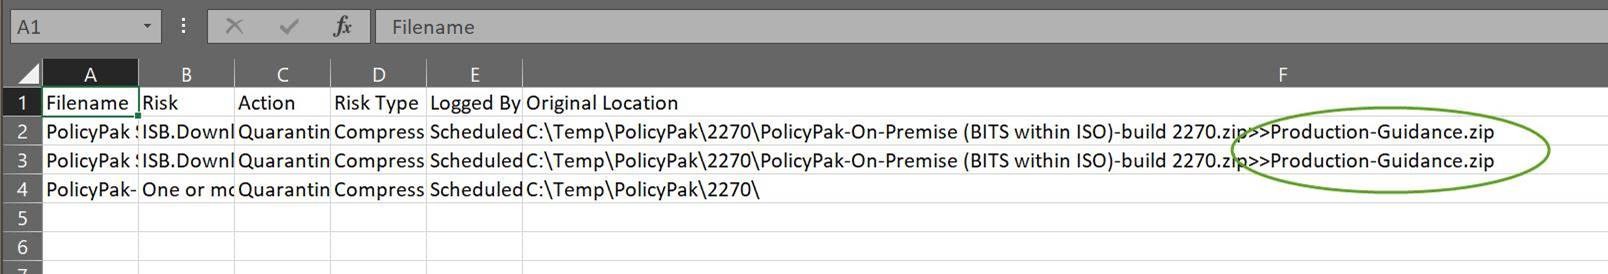 A1 fx Filename
A B C D E F
1 Filename Risk Action Risk Type Logged By Original Location
2 PolicyPak S ISB.Downl Quarantin Compress Scheduled C:\Temp\PolicyPak\2270\PolicyPak-On-Premise (BITS within ISO)-build 2270.zip>>Production-Guidance.zip
3 PolicyPak S ISB.Downl Quarantin Compress Scheduled C:\Temp\PolicyPak\2270\PolicyPak-On-Premise (BITS within ISO)-build 2270.zip>>Production-Guidance.zip
4 PolicyPak- One or mo Quarantin Compress Scheduled C:\Temp\PolicyPak\2270\
5
6
7